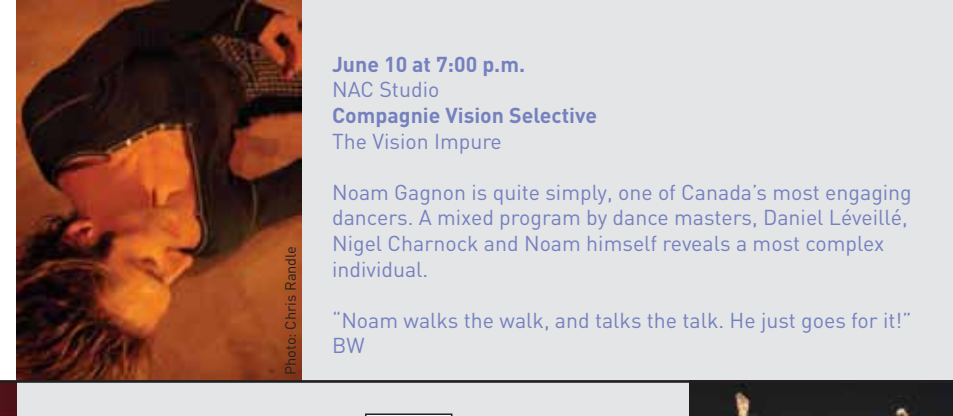 June 10 at 7:00 p.m.
NAC Studio
Compagnie Vision Selective
The Vision Impure
Noam Gagnon is quite simply, one of Canada's most engaging
dancers. A mixed program by dance masters, Daniel Léveillé,
Nigel Charnock and Noam himself reveals a most complex
individual.
“Noam walks the walk, and talks the talk. He just goes for it!”
BW
Photo: Chris Randle